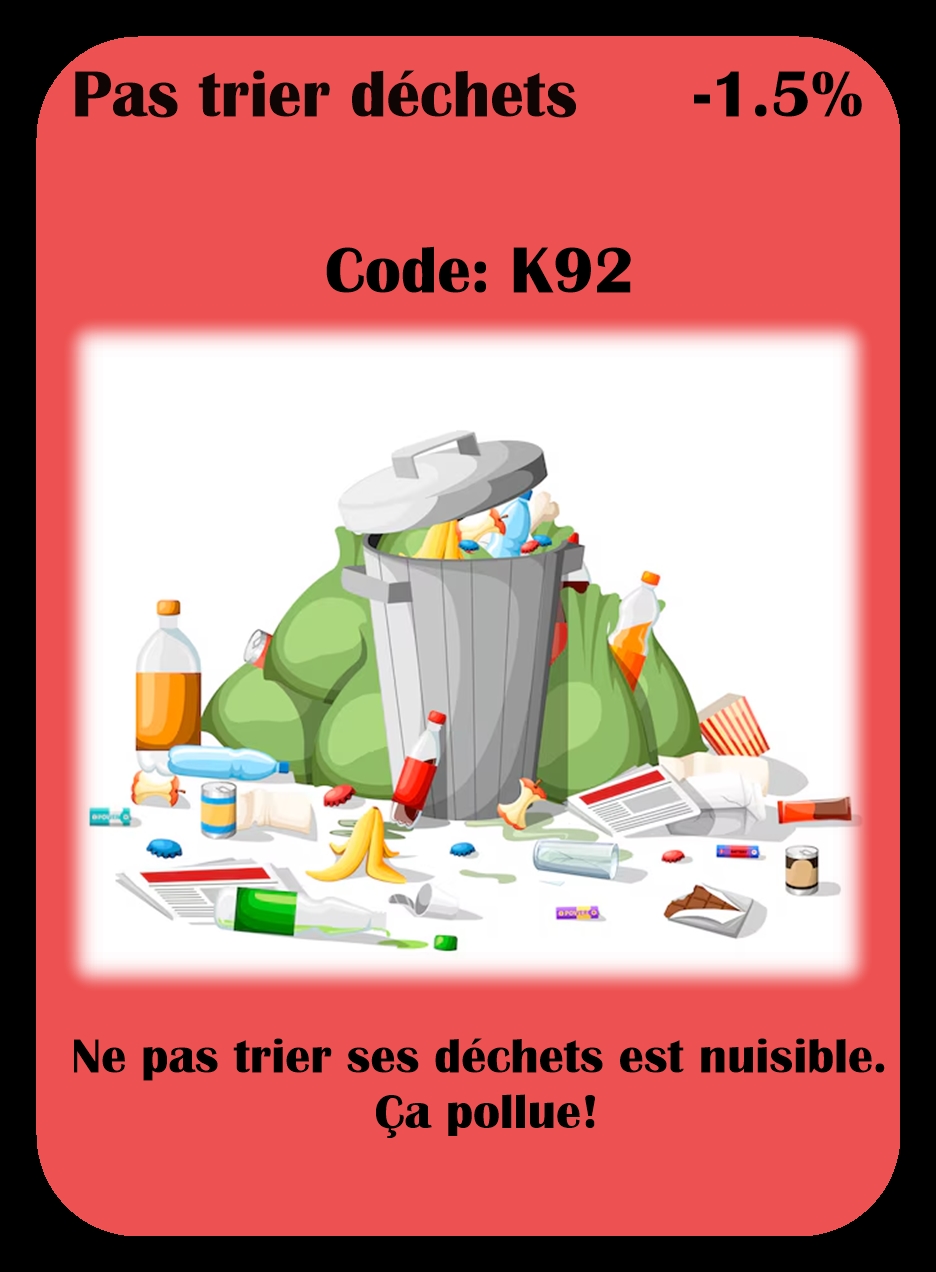 Pas trier déchets -1.5%
Code: K92
Ne pas trier ses déchets est nuisible.
Ça pollue!